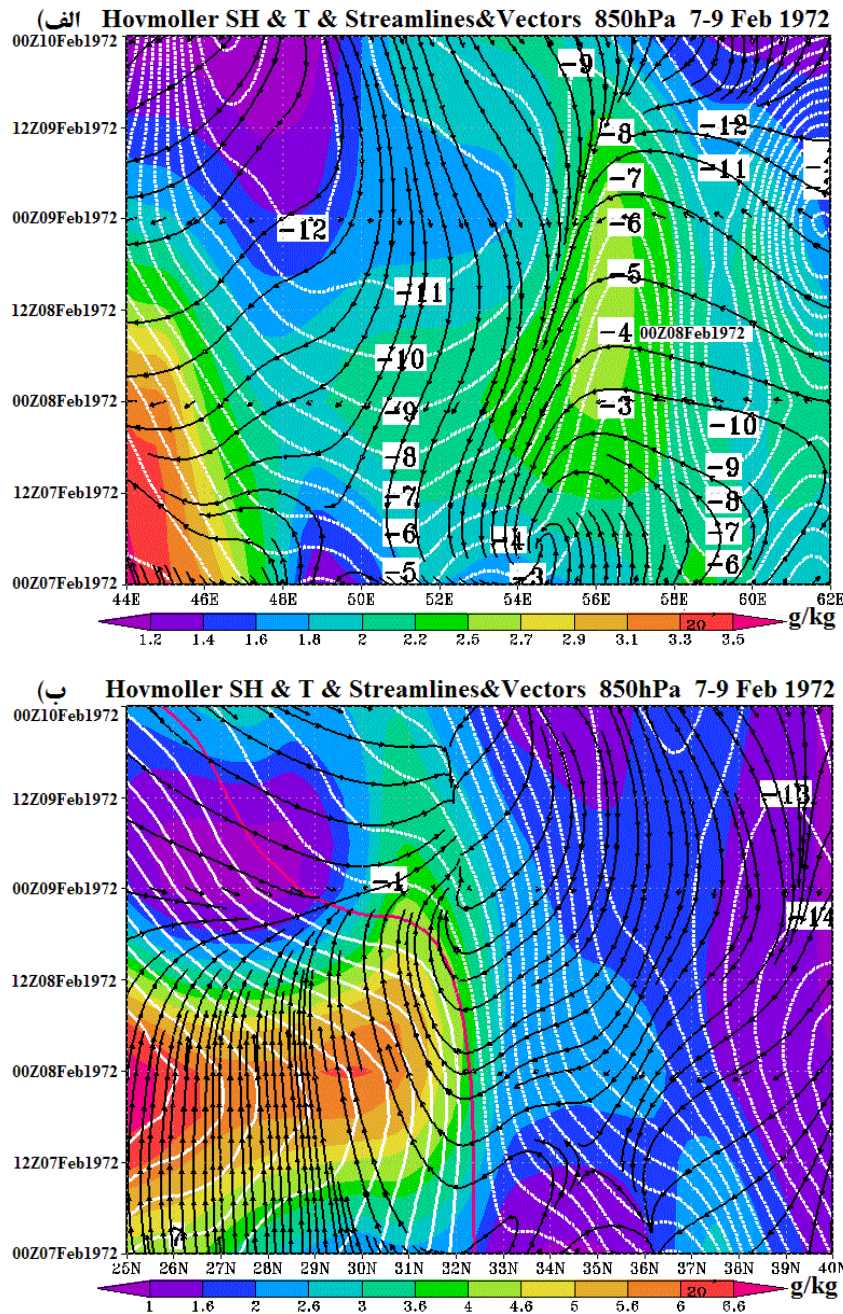 الف) Hovmoller SH & T & Streamlines&Vectors 850hPa 7-9 Feb 1972
00Z10Feb1972
-9
12Z09Feb1972
-12
-8
-11
-7
00Z09Feb1972
-12
-6
-5
-11
12Z08Feb1972
-4
00Z08Feb1972
-10
00Z08Feb1972
-9
-3
-10
-8
-9
12Z07Feb1972
-7
-8
-6
-4
-7
-5
-3
-6
00Z07Feb1972
44E 46E 48E 50E 52E 54E 56E 58E 60E 62E
1.2 1.4 1.6 1.8 2 2.2 2.5 2.7 2.9 3.1 3.3 3.5 g/kg
20
ب) Hovmoller SH & T & Streamlines&Vectors 850hPa 7-9 Feb 1972
00Z10Feb1972
12Z09Feb1972
-13
00Z09Feb1972
-1
-14
12Z08Feb1972
00Z08Feb1972
12Z07Feb1972
7
00Z07Feb1972
25N 26N 27N 28N 29N 30N 31N 32N 33N 34N 35N 36N 37N 38N 39N 40N
1 1.6 2 2.6 3 3.6 4 4.6 5 5.6 6 6.6 g/kg
20